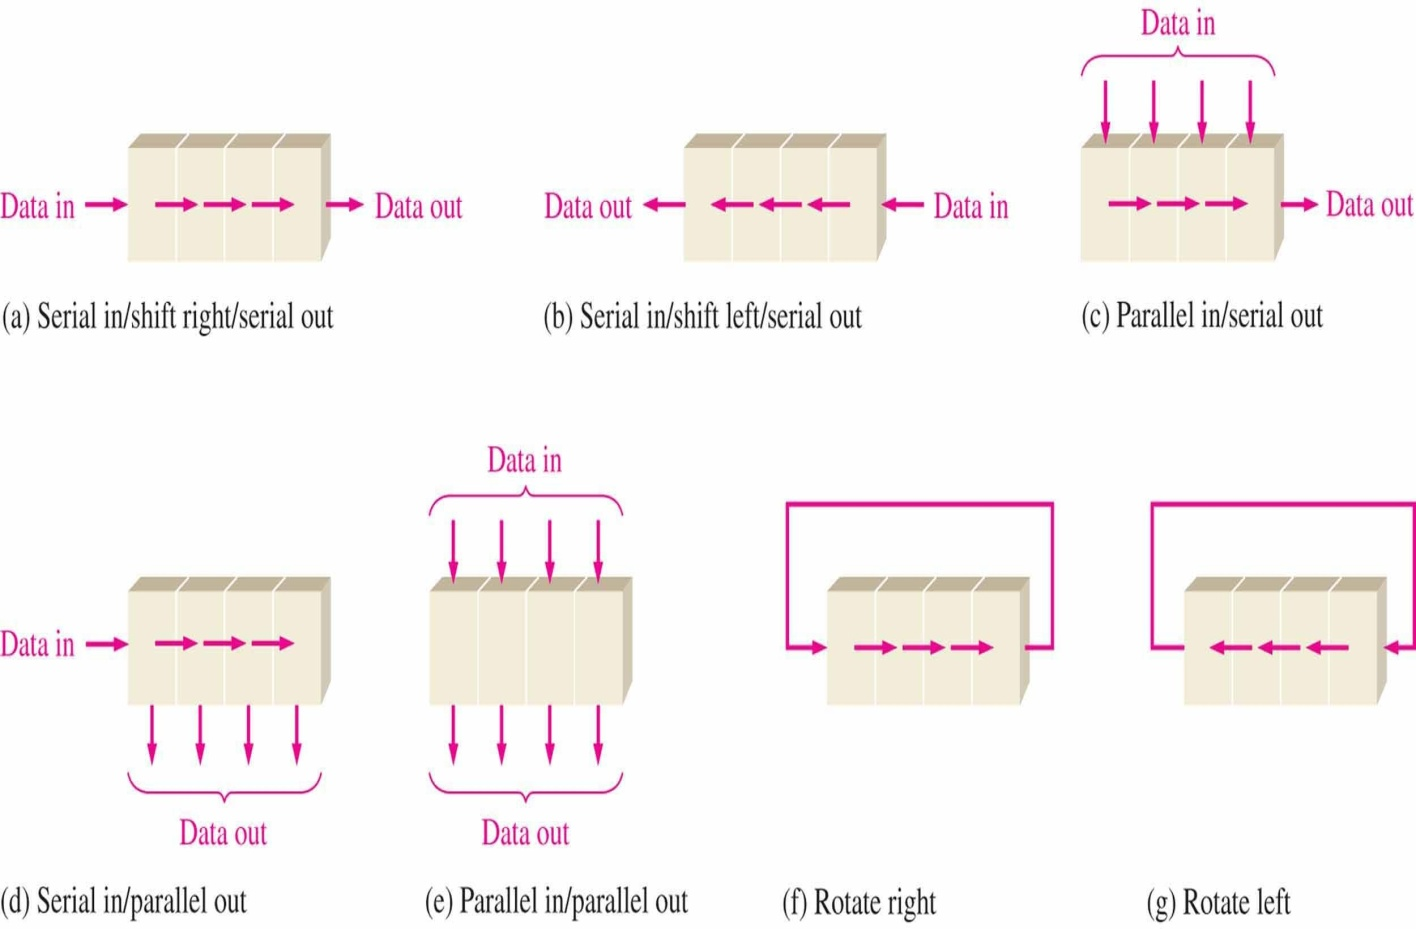 Data in
Data in
Data out
Data out
Data in
Data out
(a) Serial in/shift right/serial out
(b) Serial in/shift left/serial out
(c) Parallel in/serial out
Data in
Data in
Data out
Data out
(d) Serial in/parallel out
(e) Parallel in/parallel out
(f) Rotate right
(g) Rotate left